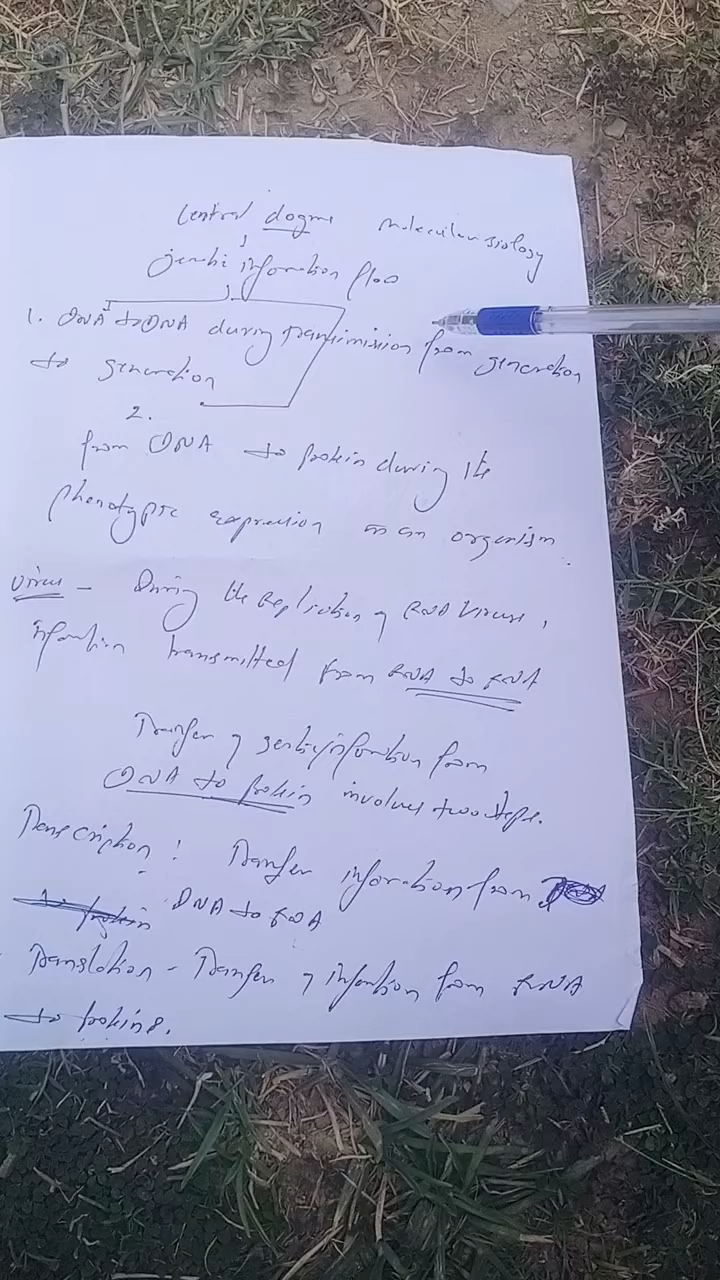 Central dogma molecular biology
genetic information flow
1. DNA to DNA during transmission from generation
to generation
2.
from DNA to protein during the
phenotypic expression in an organism.
Virus - During the Replication of RNA Virus,
information transmitted from RNA to RNA
Transfer of genetic information from
DNA to protein involves two steps.
Transcription: Transfer information from
DNA to RNA
Translation - Transfer of information from RNA
to proteins.